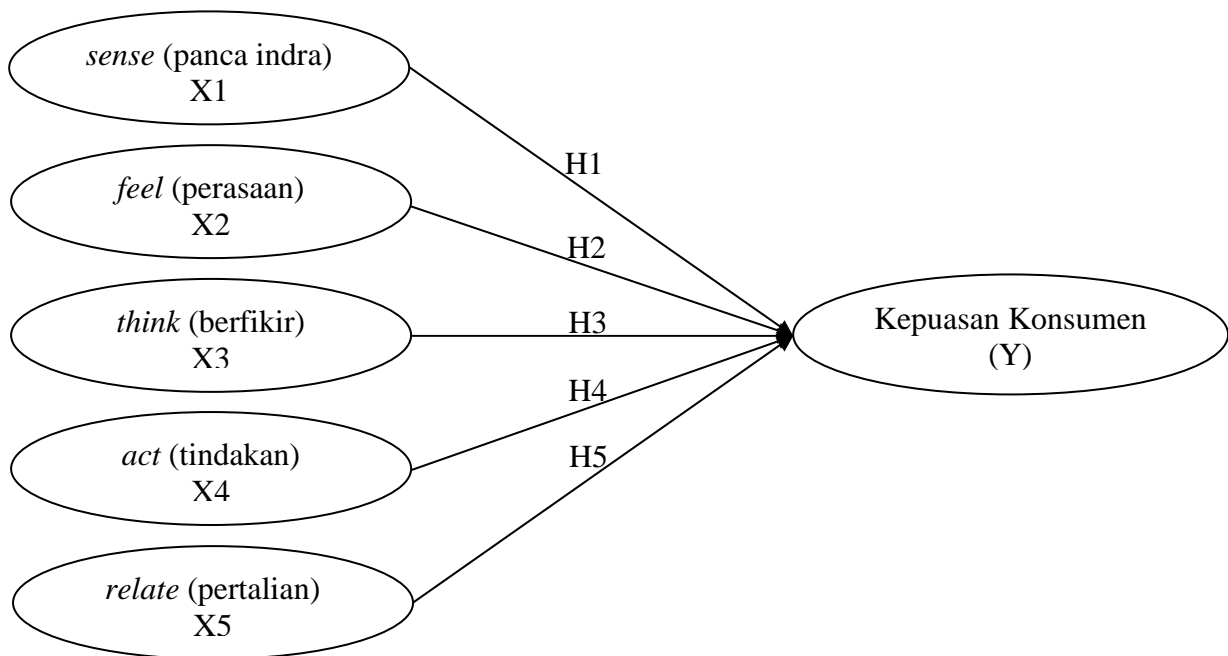 sense (panca indra)
X1
H1
feel (perasaan)
X2
H2
think (berfikir)
X3
H3
Kepuasan Konsumen
(Y)
H4
act (tindakan)
X4
H5
relate (pertalian)
X5